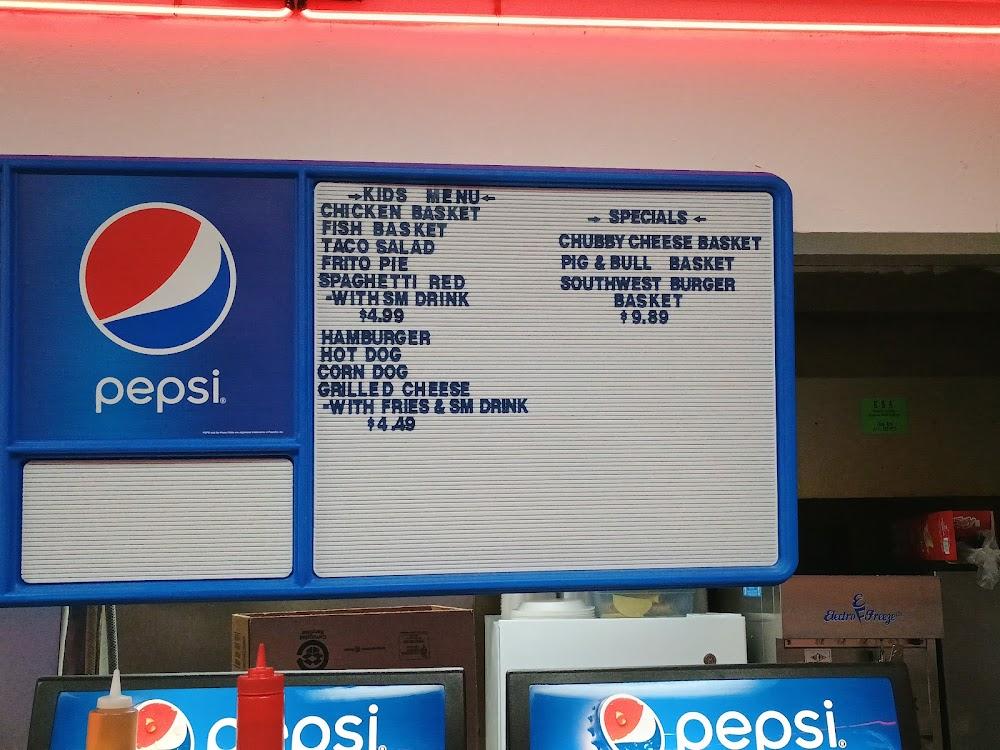 →KIDS MENU←
CHICKEN BASKET
FISH BASKET
TACO SALAD
FRITO PIE
SPAGHETTI RED
-WITH SM DRINK
$4.99
HAMBURGER
HOT DOG
CORN DOG
GRILLED CHEESE
-WITH FRIES & SM DRINK
$4.49
→ SPECIALS ←
CHUBBY CHEESE BASKET
PIG & BULL BASKET
SOUTHWEST BURGER
BASKET
$9.89
pepsi®
Electro Freeze
pepsi®
pepsi®